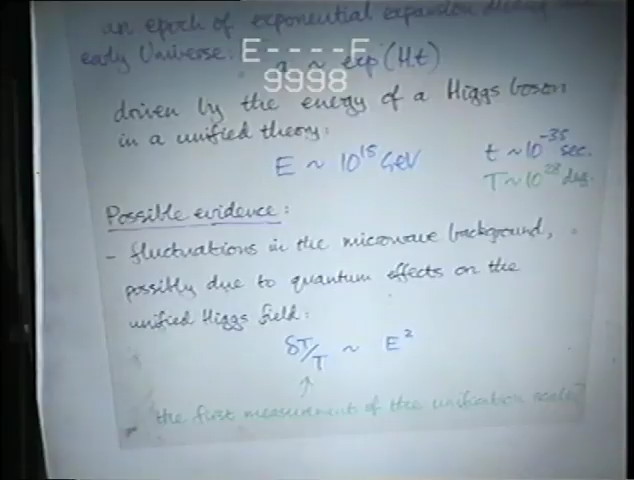 an epoch of exponential expansion during
early Universe:
E----F
a ~ exp(Ht)
9998
driven by the energy of a Higgs boson
in a unified theory:
E ~ 10^15 GeV
t ~ 10^-35 sec.
T ~ 10^28 deg.
Possible evidence:
- fluctuations in the microwave background,
possibly due to quantum effects on the
unified Higgs field:
δT/T ~ E²
↑
the first measurement of the unification scale?